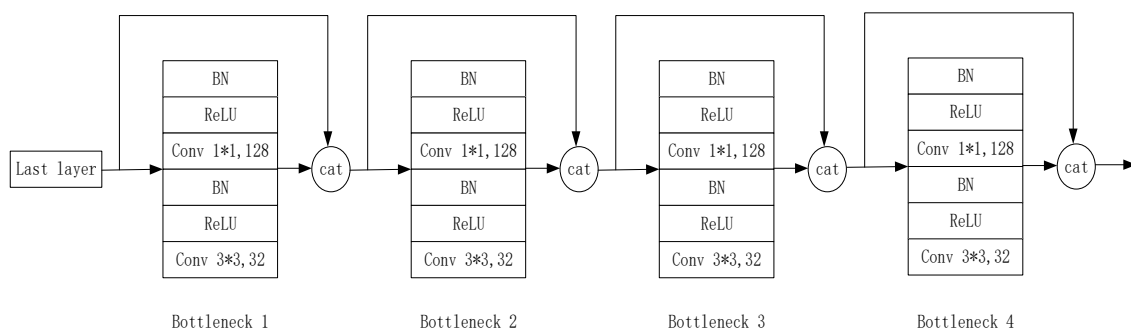 Last layer
BN
ReLU
Conv 1*1,128
BN
ReLU
Conv 3*3,32
Bottleneck 1
cat
BN
ReLU
Conv 1*1,128
BN
ReLU
Conv 3*3,32
Bottleneck 2
cat
BN
ReLU
Conv 1*1,128
BN
ReLU
Conv 3*3,32
Bottleneck 3
cat
BN
ReLU
Conv 1*1,128
BN
ReLU
Conv 3*3,32
Bottleneck 4
cat